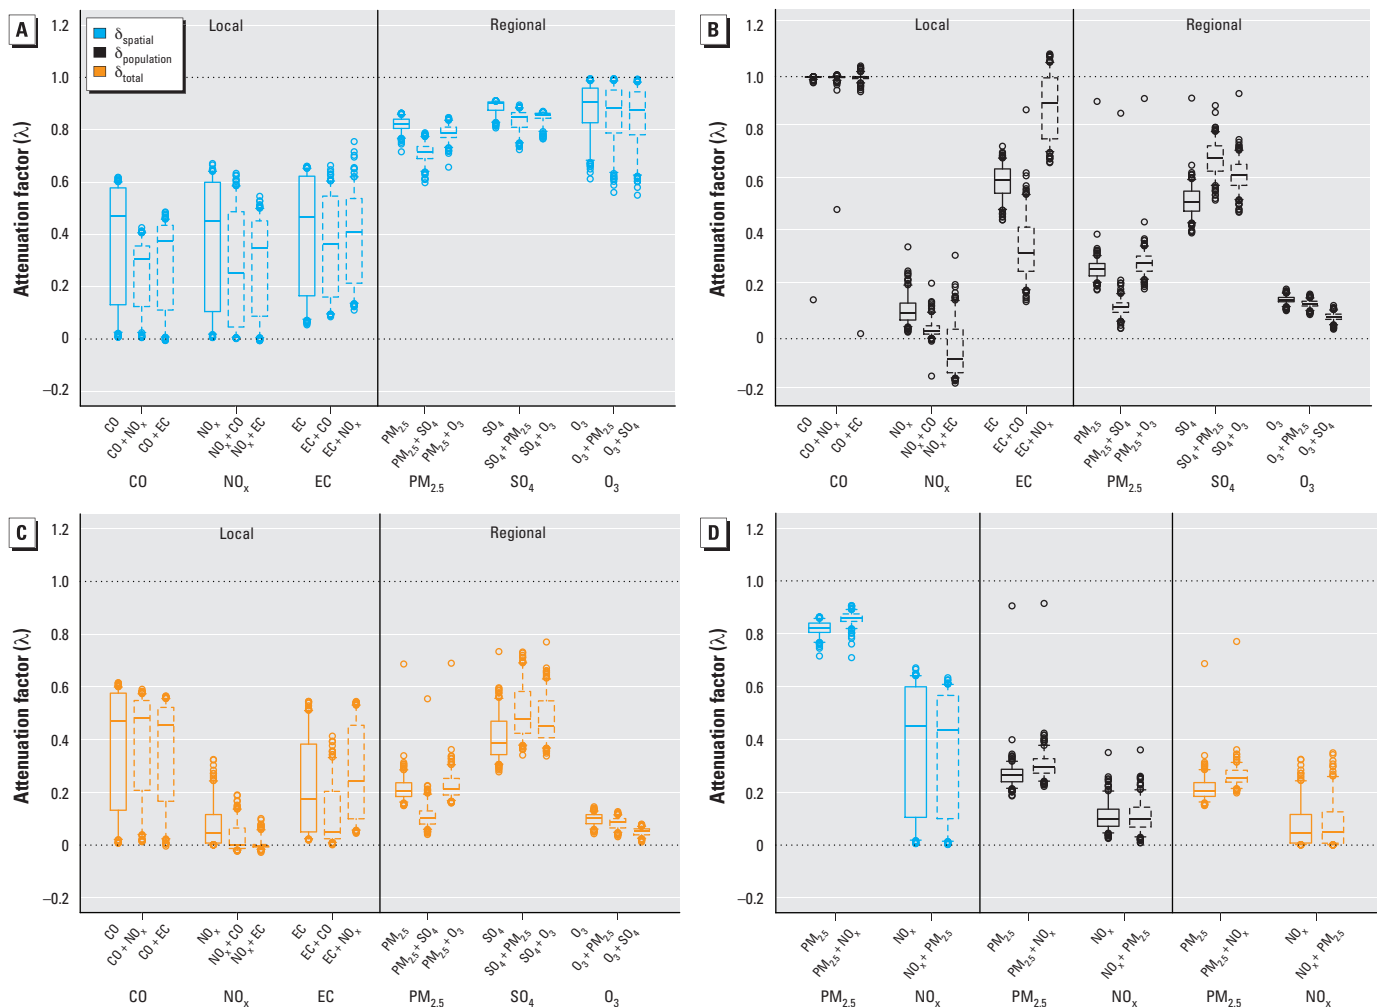 A
Local
Regional
δspatial
δpopulation
δtotal
Attenuation factor (λ)
1.2
1.0
0.8
0.6
0.4
0.2
0
–0.2
CO
CO + NOx
CO + EC
NOx
NOx + CO
NOx + EC
EC
EC + CO
EC + NOx
PM2.5
PM2.5 + SO4
PM2.5 + O3
SO4
SO4 + PM2.5
SO4 + O3
O3
O3 + PM2.5
O3 + SO4
CO NOx EC PM2.5 SO4 O3
B
Local
Regional
Attenuation factor (λ)
1.2
1.0
0.8
0.6
0.4
0.2
0
–0.2
CO
CO + NOx
CO + EC
NOx
NOx + CO
NOx + EC
EC
EC + CO
EC + NOx
PM2.5
PM2.5 + SO4
PM2.5 + O3
SO4
SO4 + PM2.5
SO4 + O3
O3
O3 + PM2.5
O3 + SO4
CO NOx EC PM2.5 SO4 O3
C
Local
Regional
Attenuation factor (λ)
1.2
1.0
0.8
0.6
0.4
0.2
0
–0.2
CO
CO + NOx
CO + EC
NOx
NOx + CO
NOx + EC
EC
EC + CO
EC + NOx
PM2.5
PM2.5 + SO4
PM2.5 + O3
SO4
SO4 + PM2.5
SO4 + O3
O3
O3 + PM2.5
O3 + SO4
CO NOx EC PM2.5 SO4 O3
D
Attenuation factor (λ)
1.2
1.0
0.8
0.6
0.4
0.2
0
–0.2
PM2.5
PM2.5 + NOx
NOx
NOx + PM2.5
PM2.5
PM2.5 + NOx
NOx
NOx + PM2.5
PM2.5
PM2.5 + NOx
NOx
NOx + PM2.5
PM2.5 NOx PM2.5 NOx PM2.5 NOx